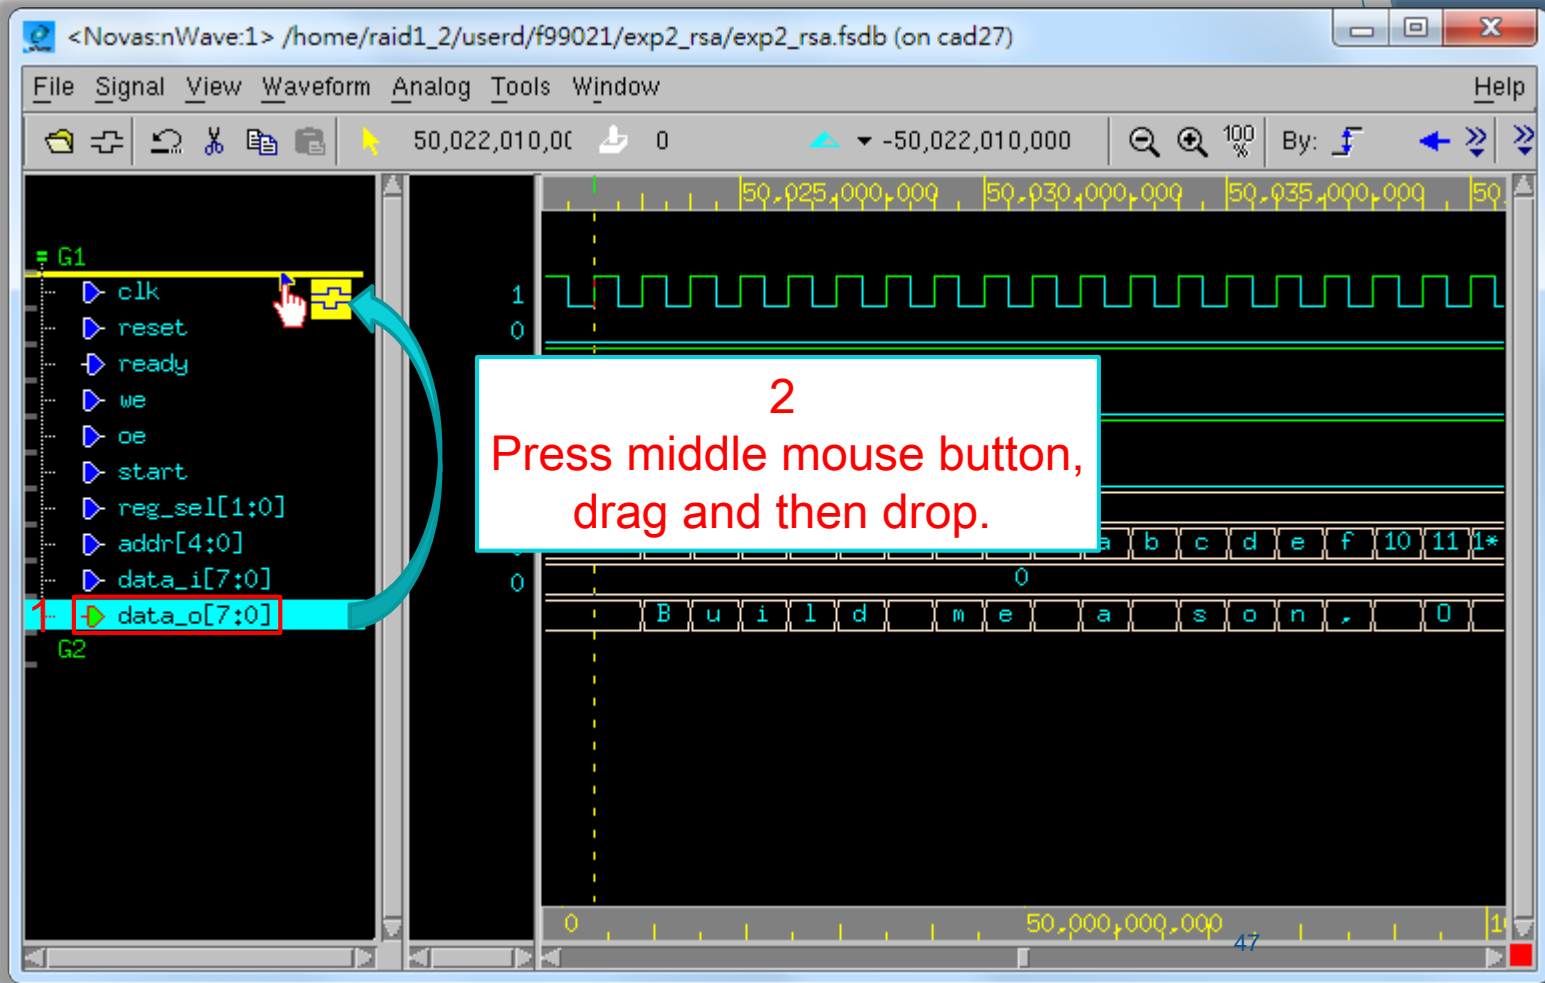 <Novas:nWave:1> /home/raid1_2/userd/f99021/exp2_rsa/exp2_rsa.fsdb (on cad27)
File Signal View Waveform Analog Tools Window Help
50,022,010,00 0 -50,022,010,000 100 % By:
50,025,000,000 50,030,000,000 50,035,000,000 50,
G1
clk 1
reset 0
ready
we
oe
start
reg_sel[1:0]
addr[4:0] a b c d e f 10 11 1*
data_i[7:0] 0 0
1 data_o[7:0] B u i l d m e a s o n , O
G2
2
Press middle mouse button,
drag and then drop.
0 50,000,000,000 1
47